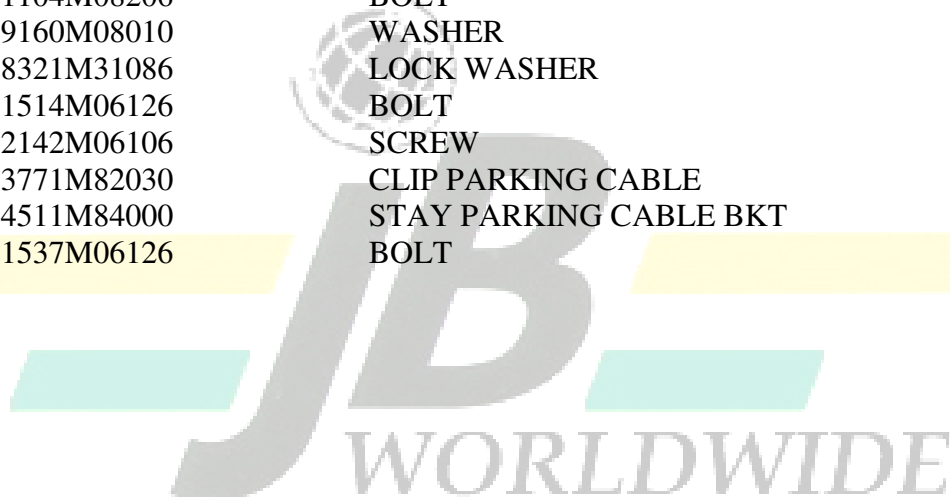 9160M08010 WASHER
8321M31086 LOCK WASHER
1514M06126 BOLT
2142M06106 SCREW
3771M82030 CLIP PARKING CABLE
4511M84000 STAY PARKING CABLE BKT
1537M06126 BOLT
JB
WORLDWIDE